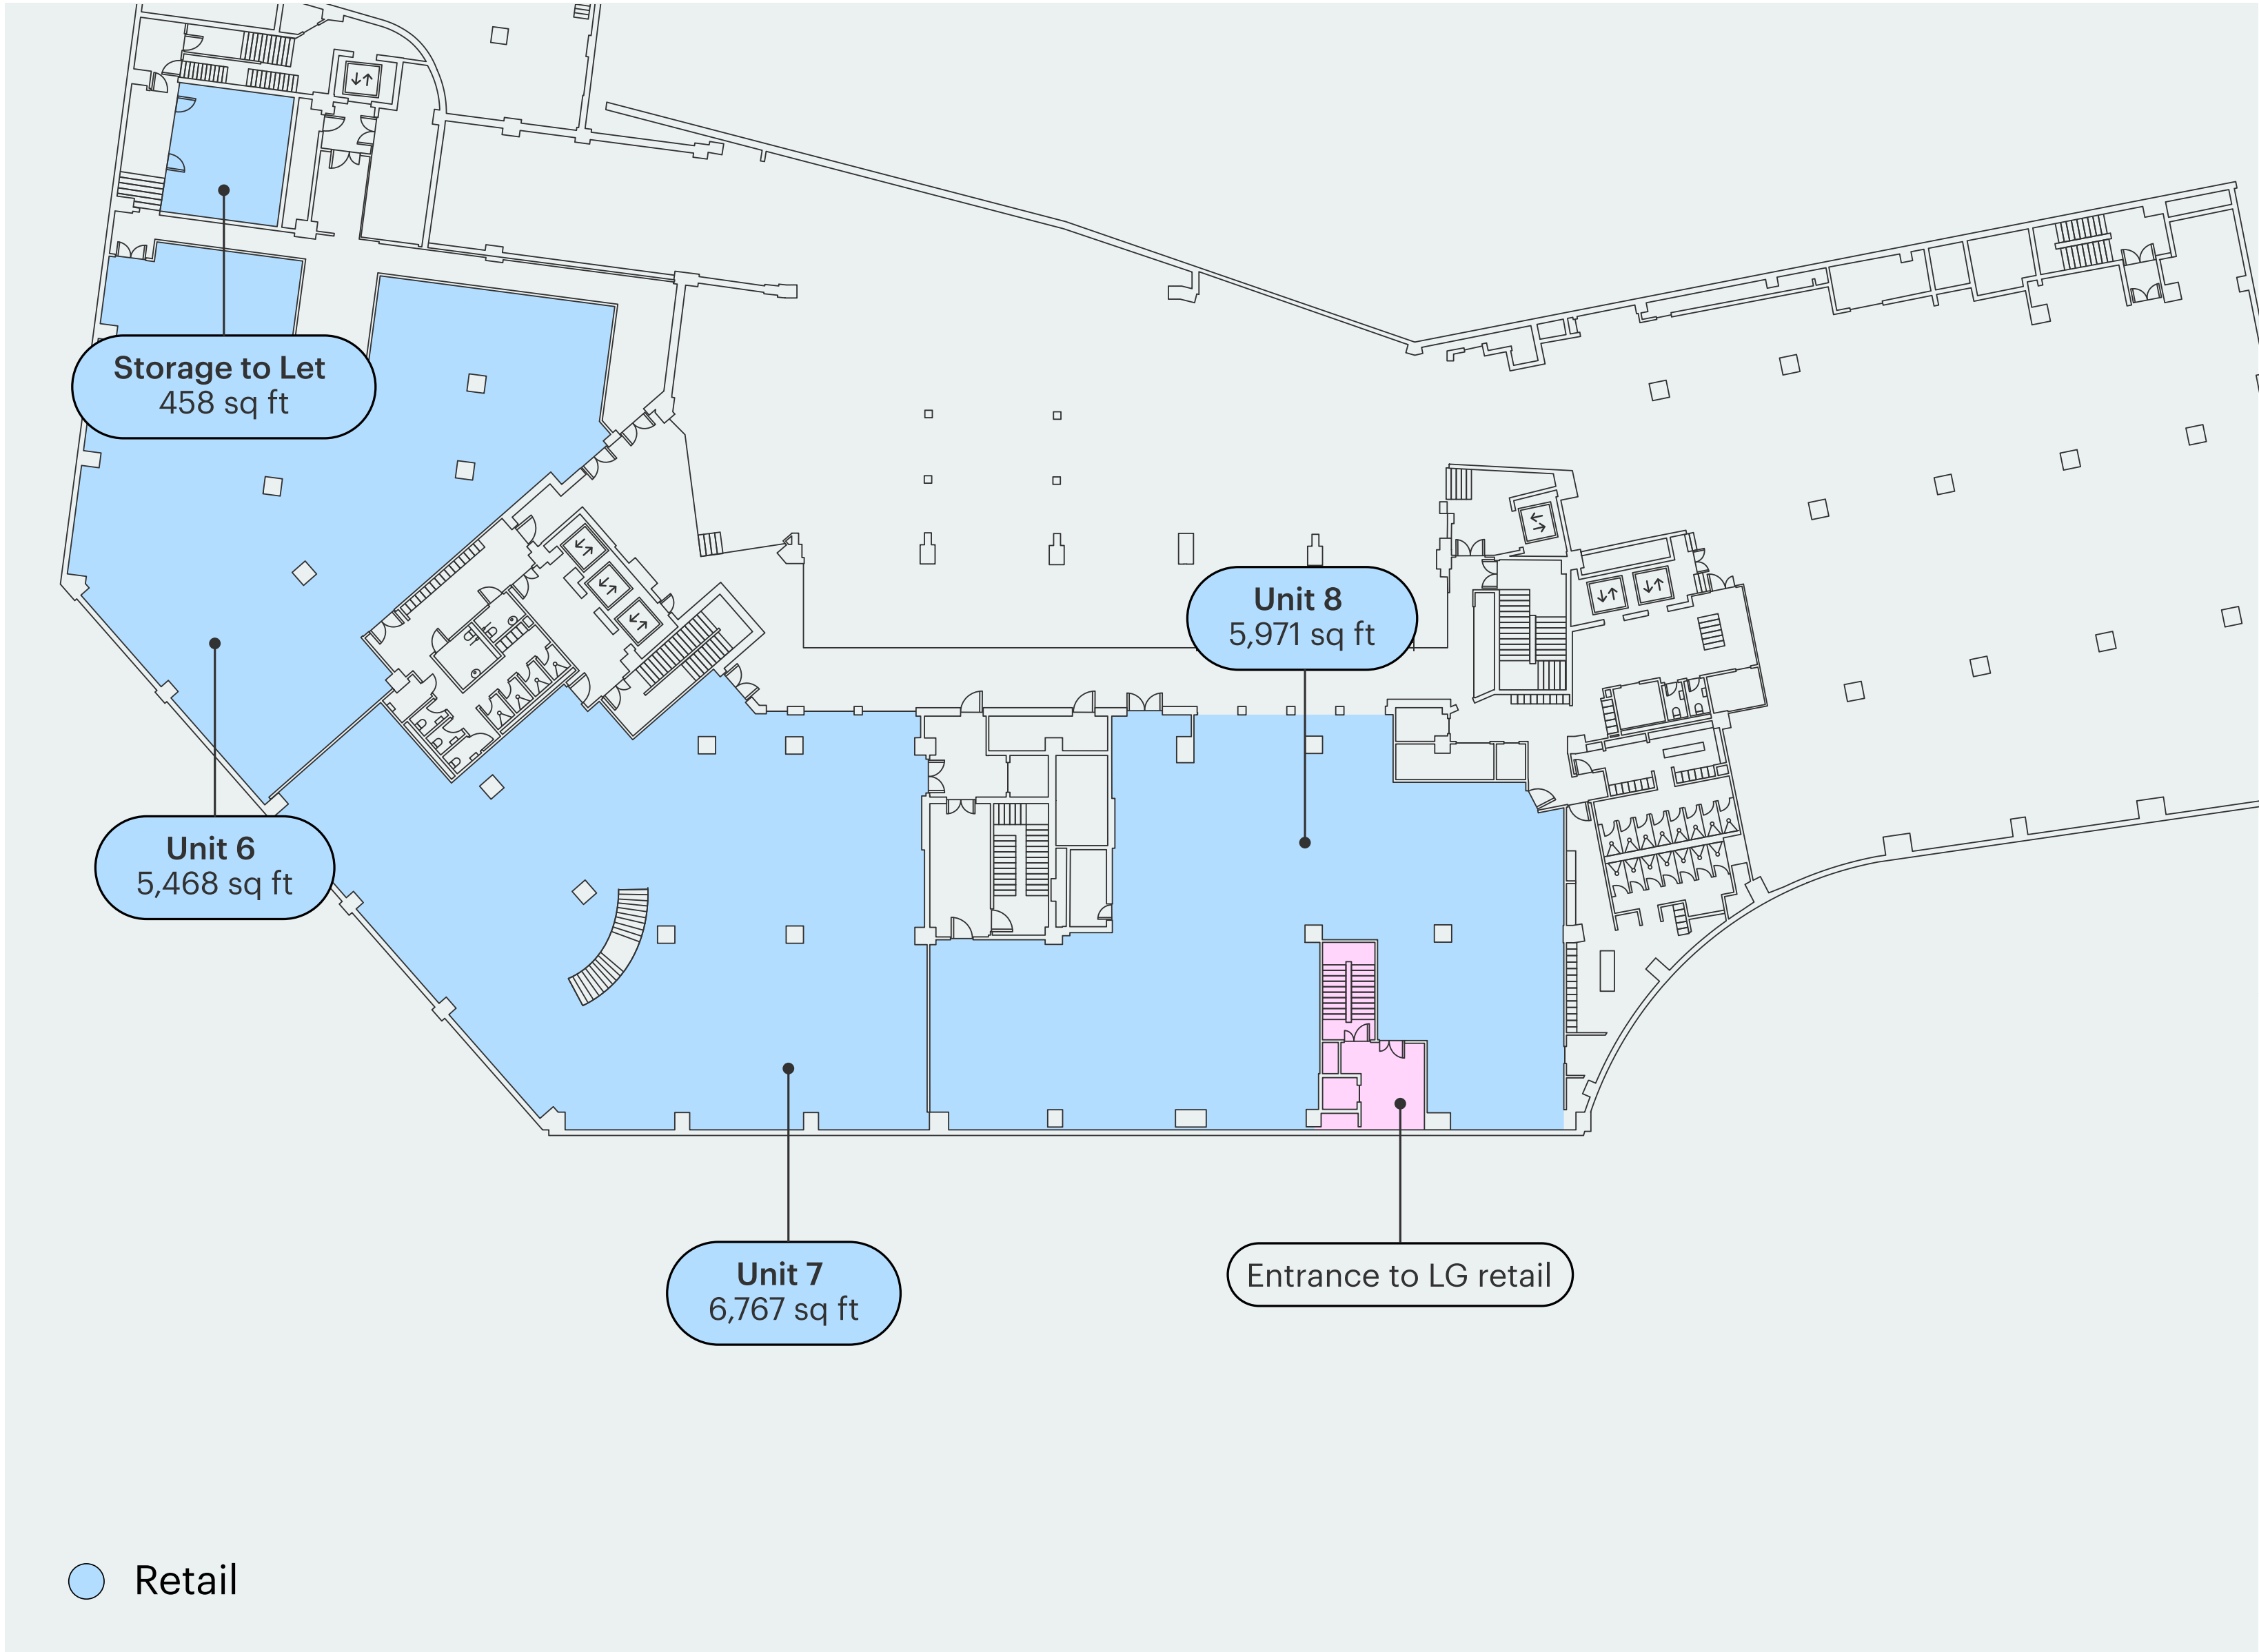 Storage to Let
458 sq ft
Unit 8
5,971 sq ft
Unit 6
5,468 sq ft
Unit 7
6,767 sq ft
Entrance to LG retail
Retail